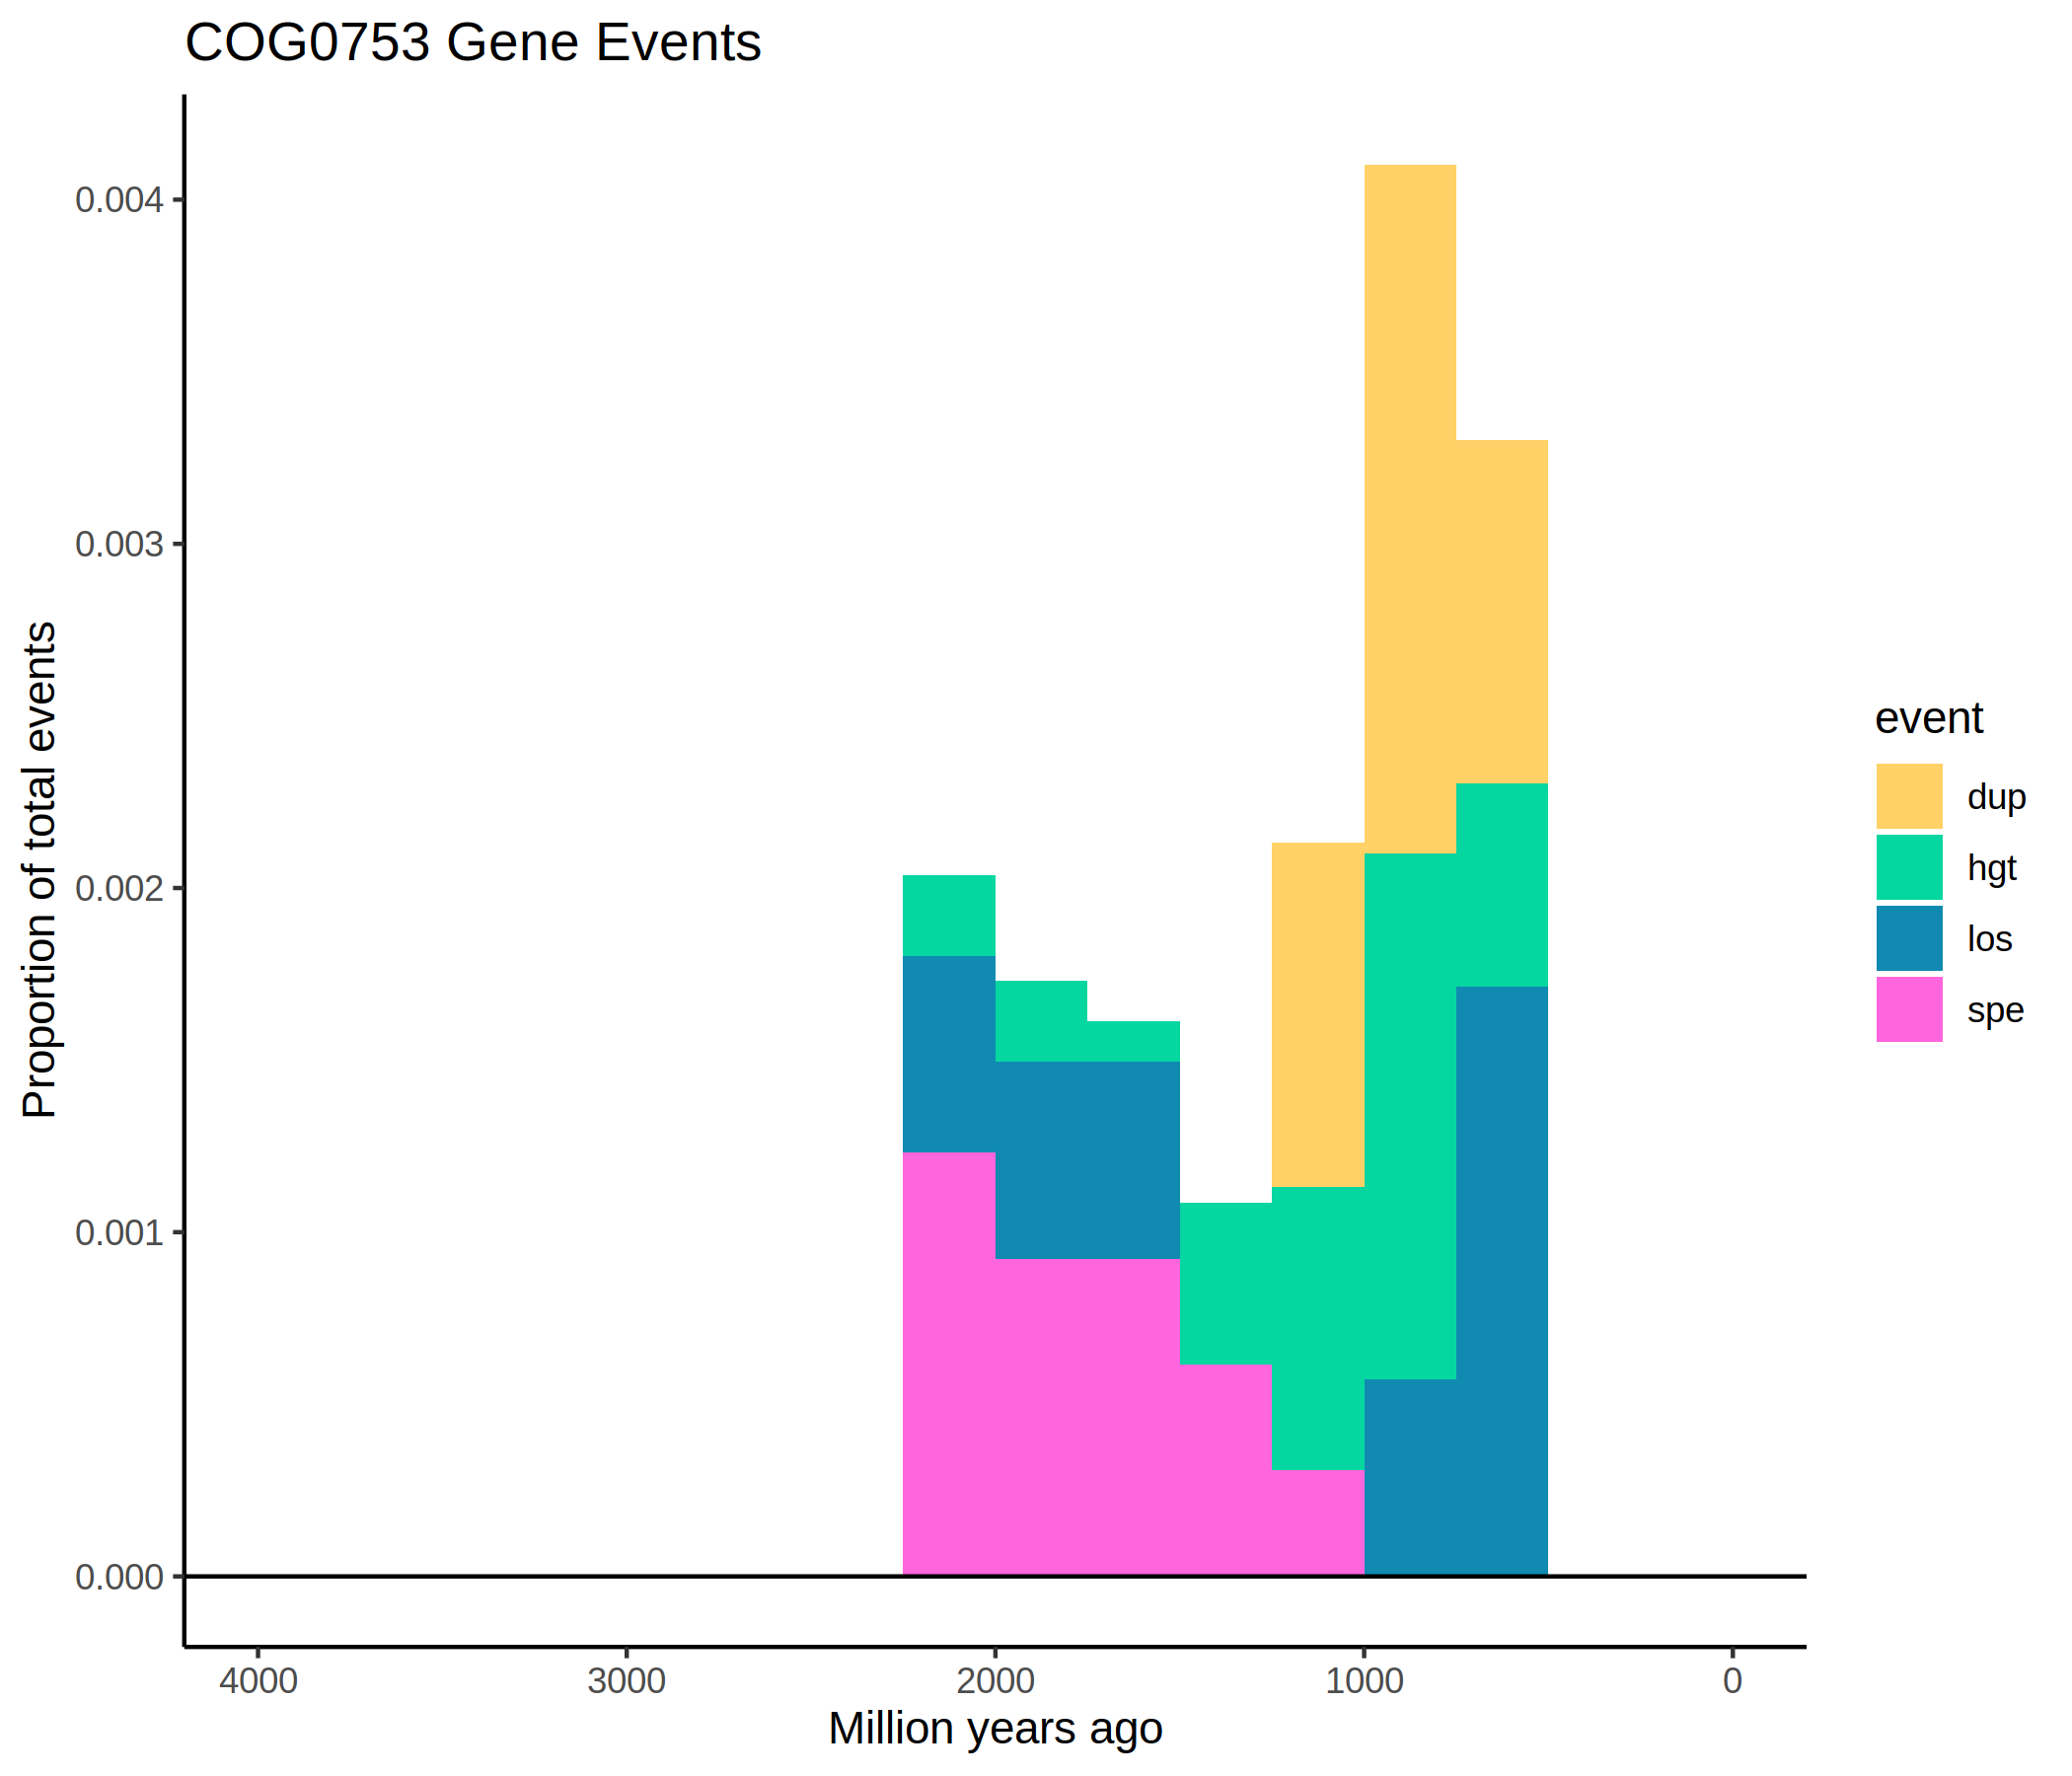 COG0753 Gene Events
Proportion of total events
0.004
0.003
0.002
0.001
0.000
4000 3000 2000 1000 0
Million years ago
event
dup
hgt
los
spe